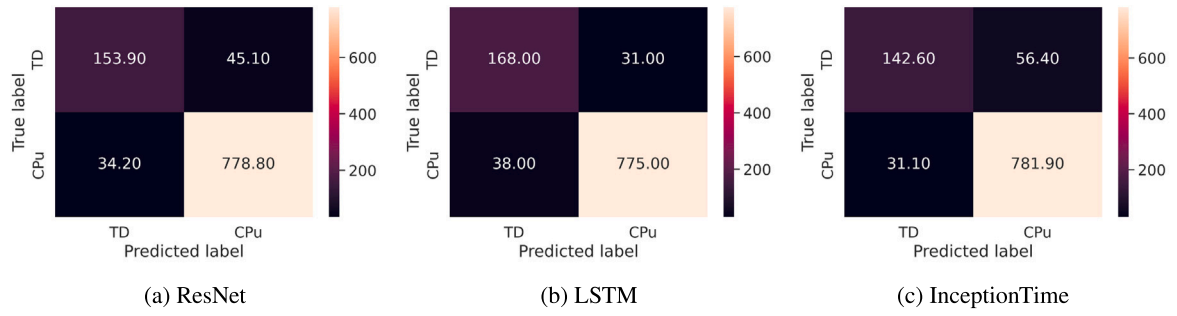 True label
TD
CPu
153.90
45.10
34.20
778.80
TD
CPu
Predicted label
600
400
200
(a) ResNet
True label
TD
CPu
168.00
31.00
38.00
775.00
TD
CPu
Predicted label
600
400
200
(b) LSTM
True label
TD
CPu
142.60
56.40
31.10
781.90
TD
CPu
Predicted label
600
400
200
(c) InceptionTime